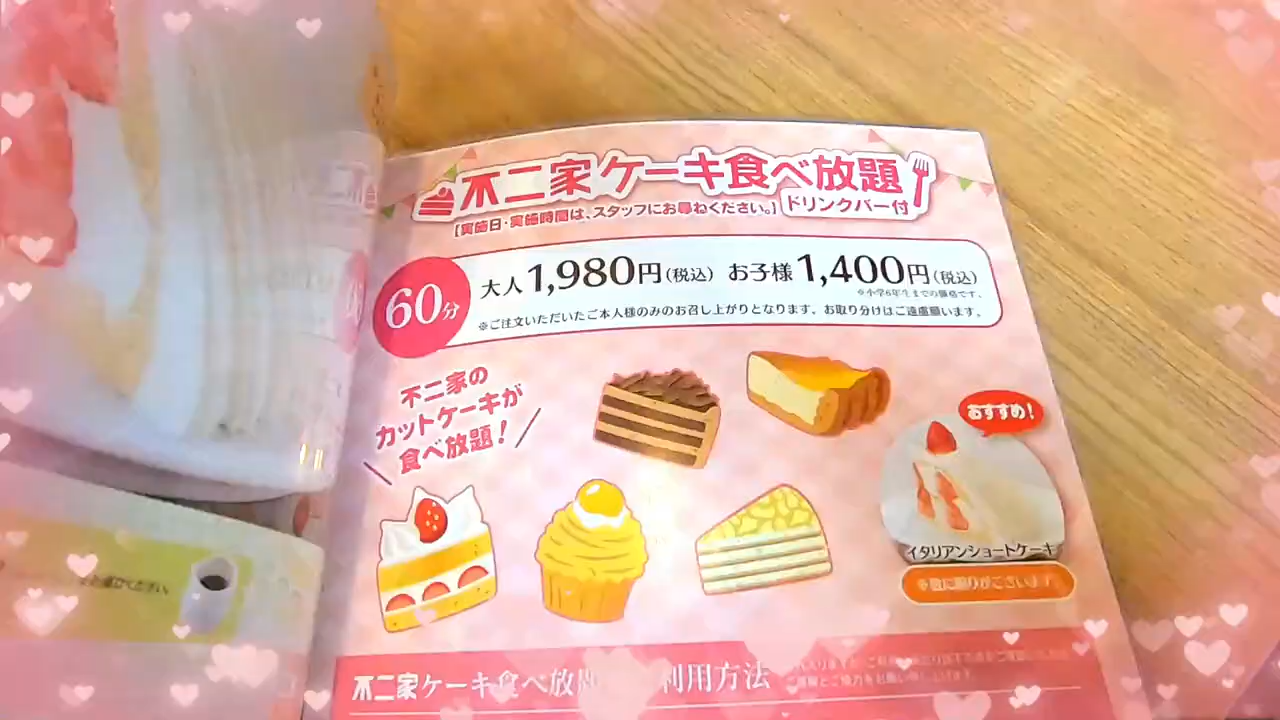 不二家ケーキ食べ放題
[実施日・実施時間は、スタッフにお尋ねください。] ドリンクバー付
60分
大人1,980円(税込) お子様1,400円(税込)
※小学6年生までの価格です。
※ご注文いただいたご本人様のみのお召し上がりとなります。お取り分けはご遠慮願います。
不二家の
カットケーキが
食べ放題!
おすすめ!
イタリアンショートケーキ
※数に限りがございます
不二家ケーキ食べ放
利用方法